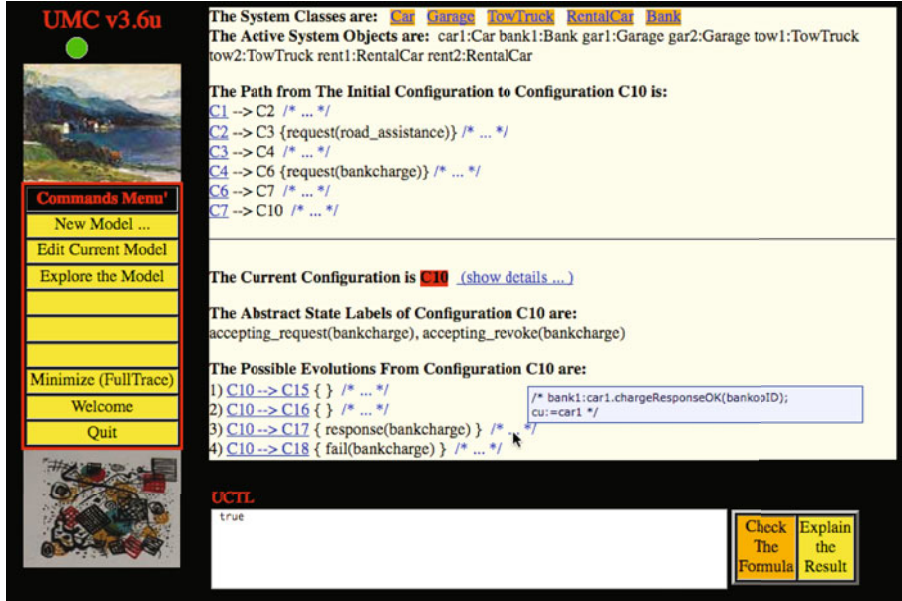 UMC v3.6u
Commands Menu'
New Model ...
Edit Current Model
Explore the Model
Minimize (FullTrace)
Welcome
Quit
The System Classes are: Car Garage TowTruck RentalCar Bank
The Active System Objects are: car1:Car bank1:Bank gar1:Garage gar2:Garage tow1:TowTruck
tow2:TowTruck rent1:RentalCar rent2:RentalCar
The Path from The Initial Configuration to Configuration C10 is:
C1 --> C2 /* ... */
C2 --> C3 {request(road_assistance)} /* ... */
C3 --> C4 /* ... */
C4 --> C6 {request(bankcharge)} /* ... */
C6 --> C7 /* ... */
C7 --> C10 /* ... */
The Current Configuration is C10 (show details ... )
The Abstract State Labels of Configuration C10 are:
accepting_request(bankcharge), accepting_revoke(bankcharge)
The Possible Evolutions From Configuration C10 are:
1) C10 --> C15 { } /* ... */
2) C10 --> C16 { } /* ... */
3) C10 --> C17 { response(bankcharge) } /* ... */
4) C10 --> C18 { fail(bankcharge) } /* ... */
/* bank1:car1.chargeResponseOK(bankopID);
cu:=car1 */
UCTL
true
Check
The
Formula
Explain
the
Result